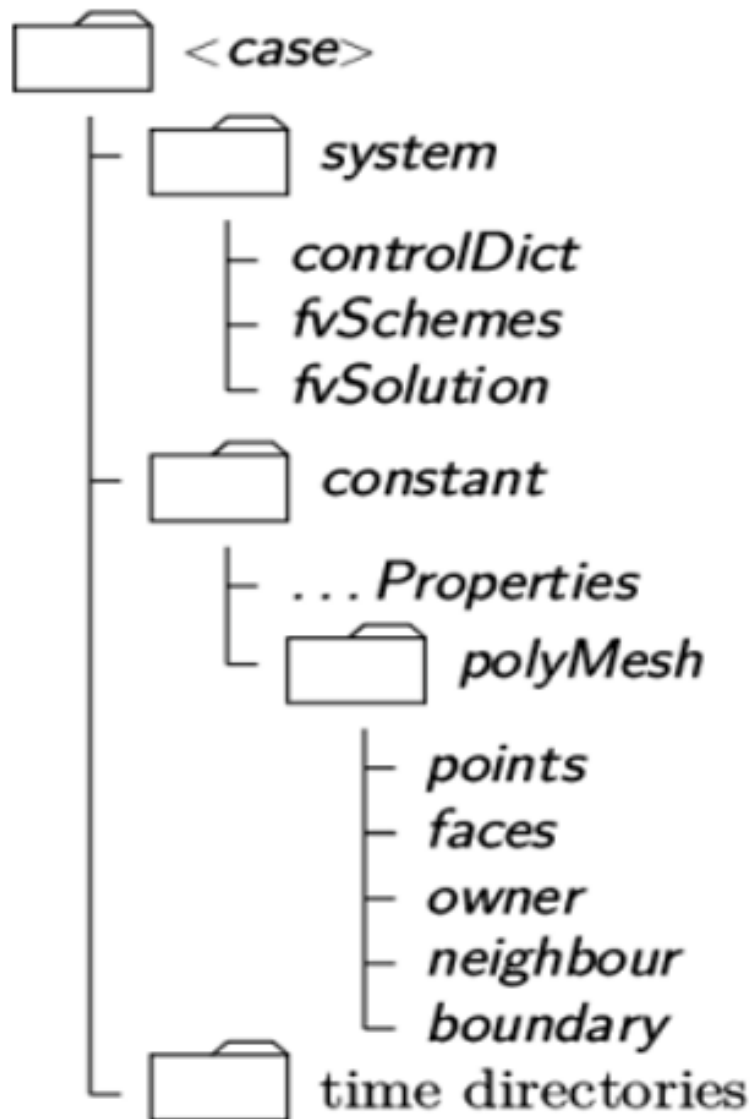 <case>
system
controlDict
fvSchemes
fvSolution
constant
...Properties
polyMesh
points
faces
owner
neighbour
boundary
time directories